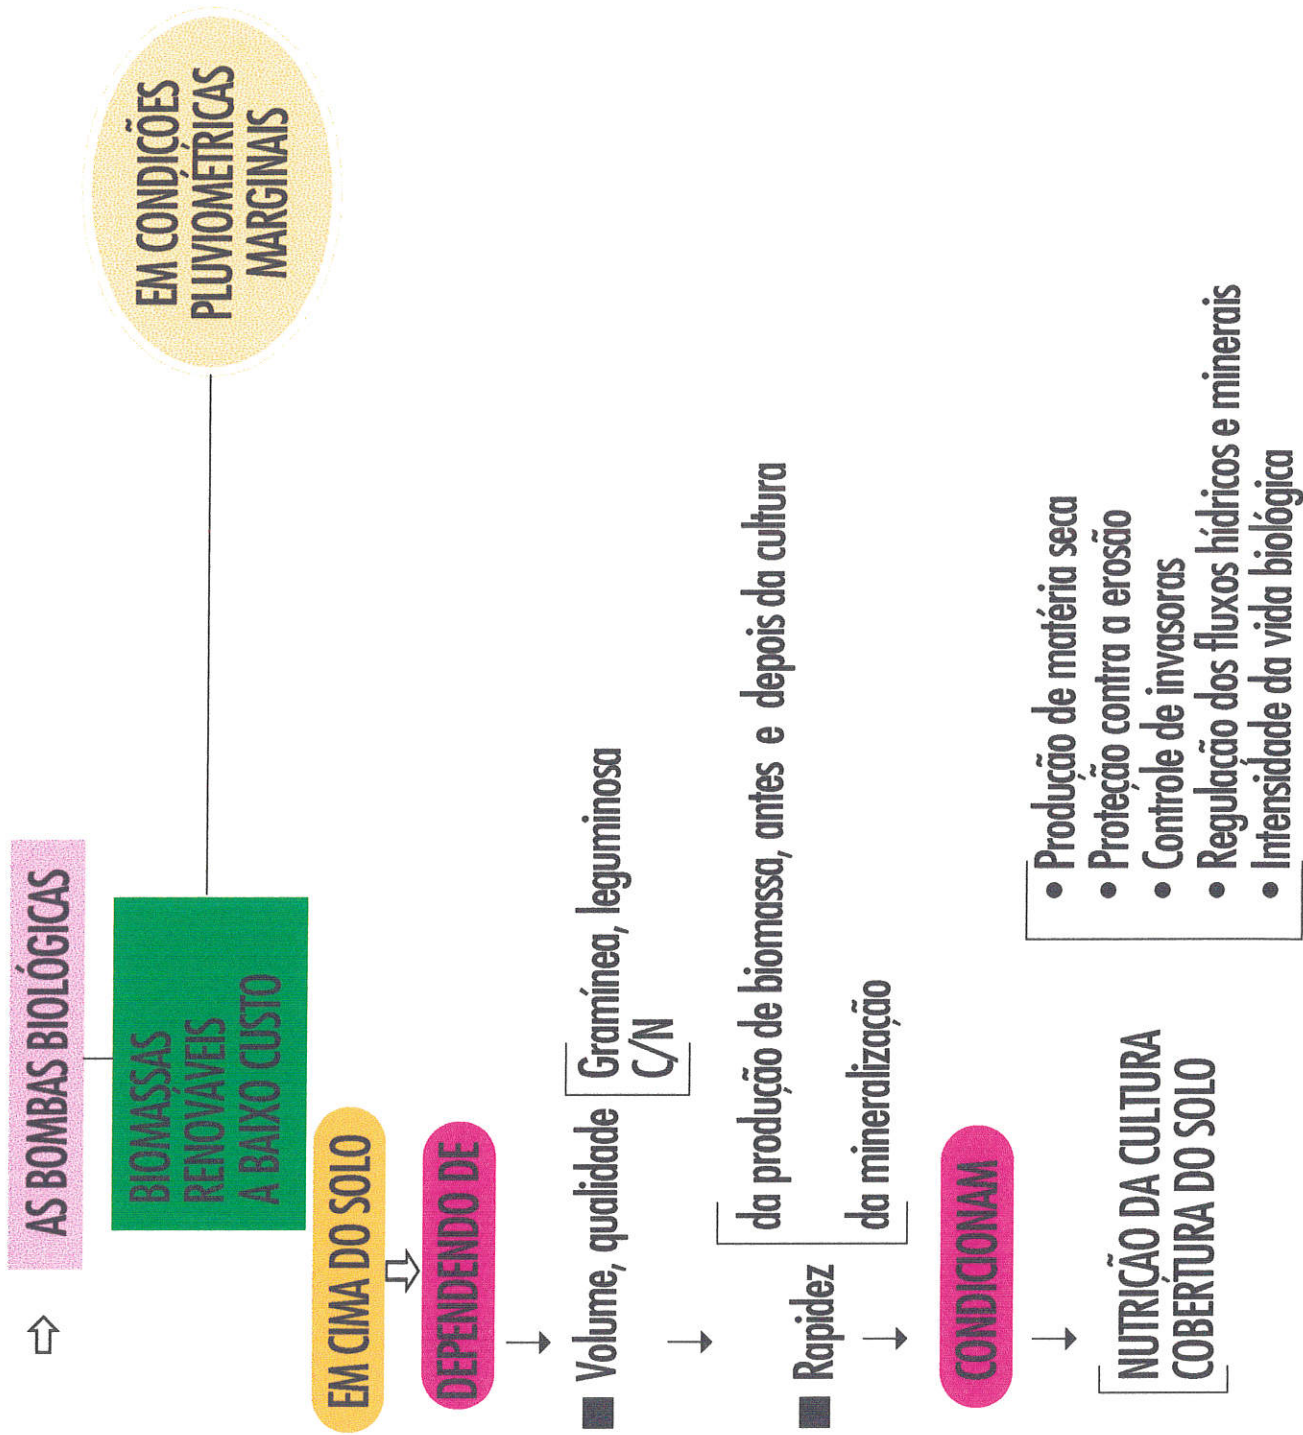 AS BOMBAS BIOLÓGICAS
BIOMASSAS
RENOVÁVEIS
A BAIXO CUSTO
EM CONDIÇÕES
PLUVIOMÉTRICAS
MARGINAIS
EM CIMA DO SOLO
DEPENDENDO DE
Volume, qualidade
Gramínea, leguminosa
C/N
Rapidez
da produção de biomassa, antes e depois da cultura
da mineralização
CONDICIONAM
NUTRIÇÃO DA CULTURA
COBERTURA DO SOLO
• Produção de matéria seca
• Proteção contra a erosão
• Controle de invasoras
• Regulação dos fluxos hídricos e minerais
• Intensidade da vida biológica